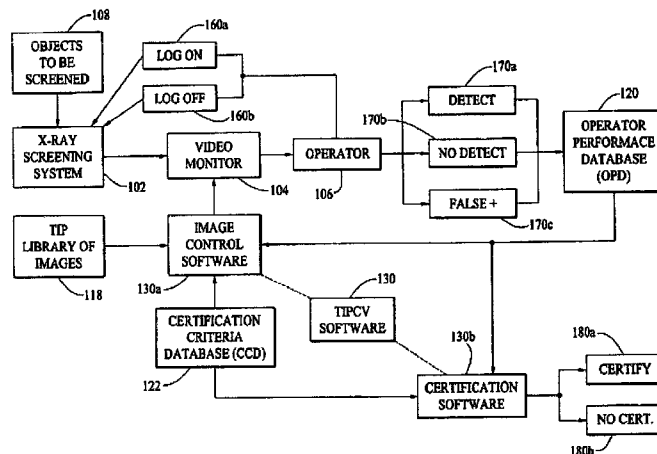 108
OBJECTS
TO BE
SCREENED
160a
LOG ON
LOG OFF
160b
X-RAY
SCREENING
SYSTEM
102
VIDEO
MONITOR
104
OPERATOR
106
170a
DETECT
170b
NO DETECT
FALSE +
170c
120
OPERATOR
PERFORMACE
DATABASE
(OPD)
TIP
LIBRARY OF
IMAGES
118
IMAGE
CONTROL
SOFTWARE
130a
130
TIPCV
SOFTWARE
CERTIFICATION
CRITERIA
DATABASE (CCD)
122
130b
CERTIFICATION
SOFTWARE
180a
CERTIFY
NO CERT.
180b